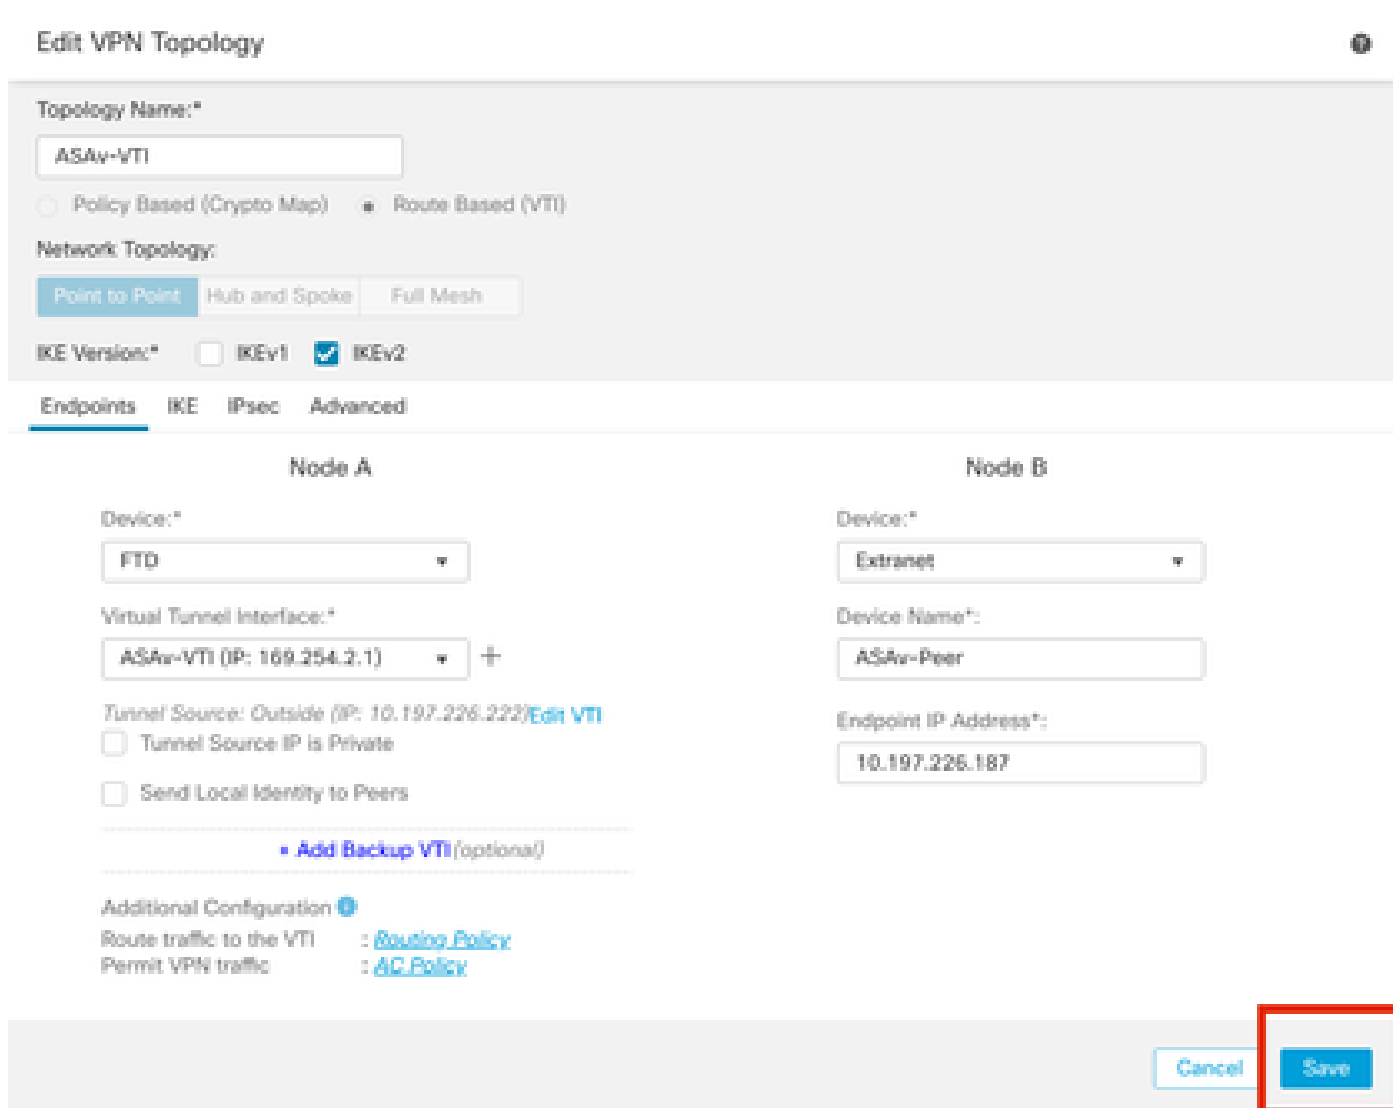 Edit VPN Topology
Topology Name:*
ASAv-VTI
Policy Based (Crypto Map) Route Based (VTI)
Network Topology:
Point to Point Hub and Spoke Full Mesh
IKE Version:* IKEv1 IKEv2
Endpoints IKE IPsec Advanced
Node A
Device:*
FTD
Virtual Tunnel Interface:*
ASAv-VTI (IP: 169.254.2.1) +
Tunnel Source: Outside (IP: 10.197.226.222)Edit VTI
Tunnel Source IP is Private
Send Local Identity to Peers
+ Add Backup VTI (optional)
Additional Configuration
Route traffic to the VTI : Routing Policy
Permit VPN traffic : AC Policy
Node B
Device:*
Extranet
Device Name*:
ASAv-Peer
Endpoint IP Address*:
10.197.226.187
Cancel Save